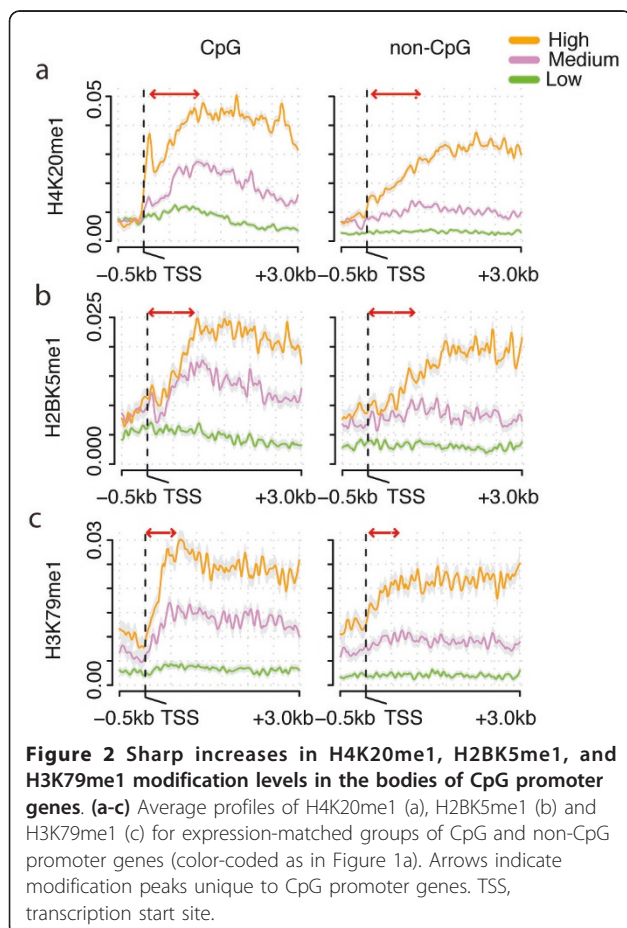 CpG
non-CpG
High
Medium
Low
a
H4K20me1
0.05
0.00
−0.5kb TSS
+3.0kb
−0.5kb TSS
+3.0kb
b
H2BK5me1
0.025
0.000
−0.5kb TSS
+3.0kb
−0.5kb TSS
+3.0kb
c
H3K79me1
0.03
0.00
−0.5kb TSS
+3.0kb
−0.5kb TSS
+3.0kb
Figure 2 Sharp increases in H4K20me1, H2BK5me1, and
H3K79me1 modification levels in the bodies of CpG promoter
genes. (a-c) Average profiles of H4K20me1 (a), H2BK5me1 (b) and
H3K79me1 (c) for expression-matched groups of CpG and non-CpG
promoter genes (color-coded as in Figure 1a). Arrows indicate
modification peaks unique to CpG promoter genes. TSS,
transcription start site.